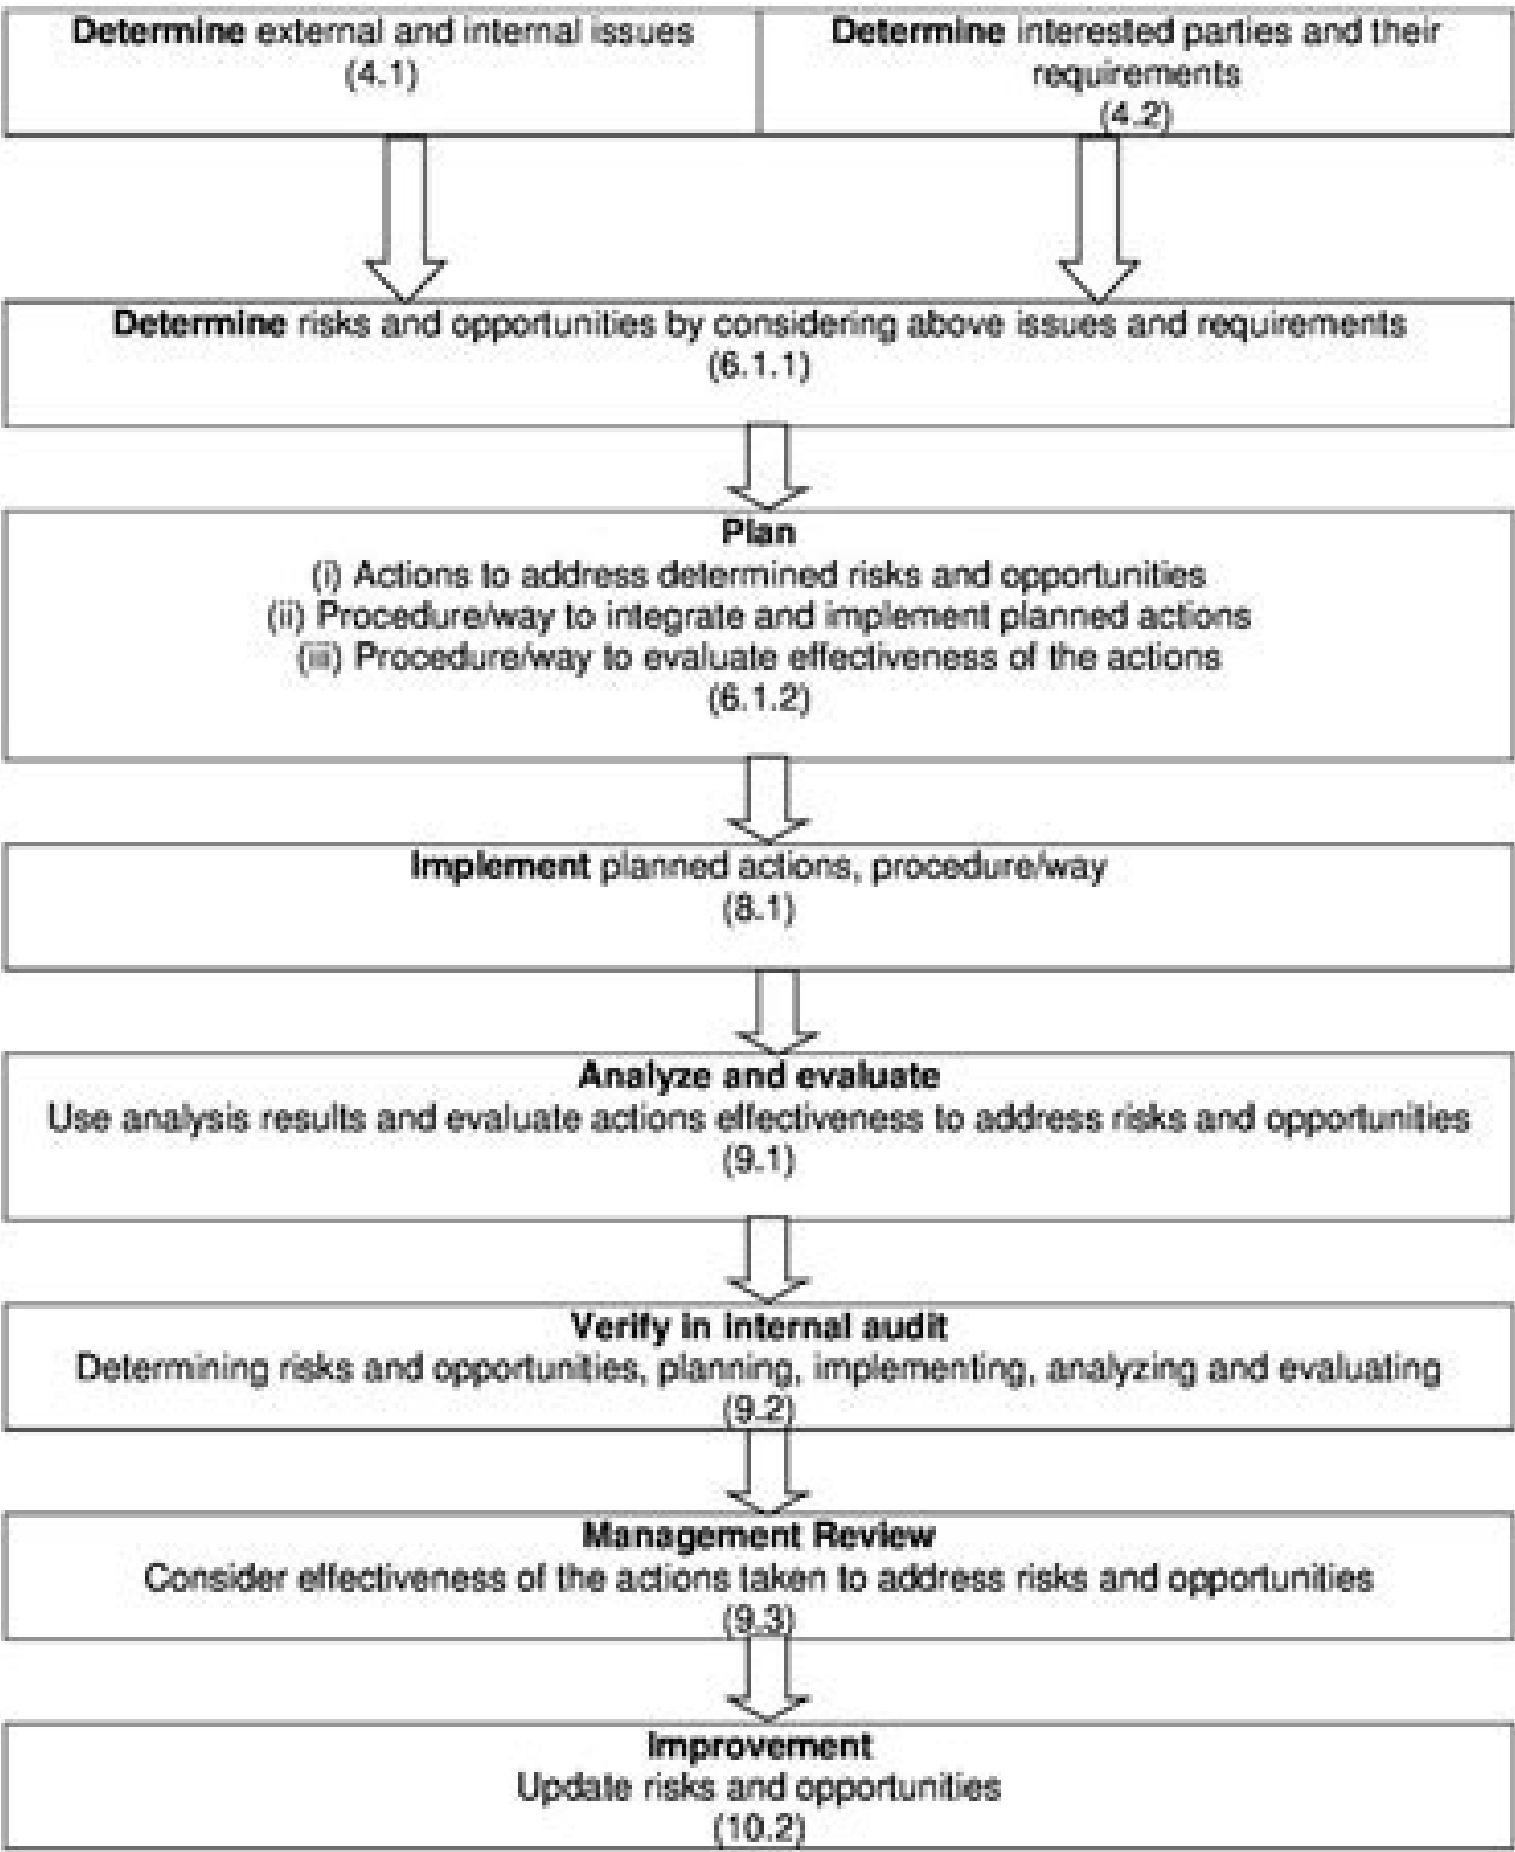 Determine external and internal issues
(4.1)
Determine interested parties and their
requirements
(4.2)
Determine risks and opportunities by considering above issues and requirements
(6.1.1)
Plan
(i) Actions to address determined risks and opportunities
(ii) Procedure/way to integrate and implement planned actions
(iii) Procedure/way to evaluate effectiveness of the actions
(6.1.2)
Implement planned actions, procedure/way
(8.1)
Analyze and evaluate
Use analysis results and evaluate actions effectiveness to address risks and opportunities
(9.1)
Verify in internal audit
Determining risks and opportunities, planning, implementing, analyzing and evaluating
(9.2)
Management Review
Consider effectiveness of the actions taken to address risks and opportunities
(9.3)
Improvement
Update risks and opportunities
(10.2)